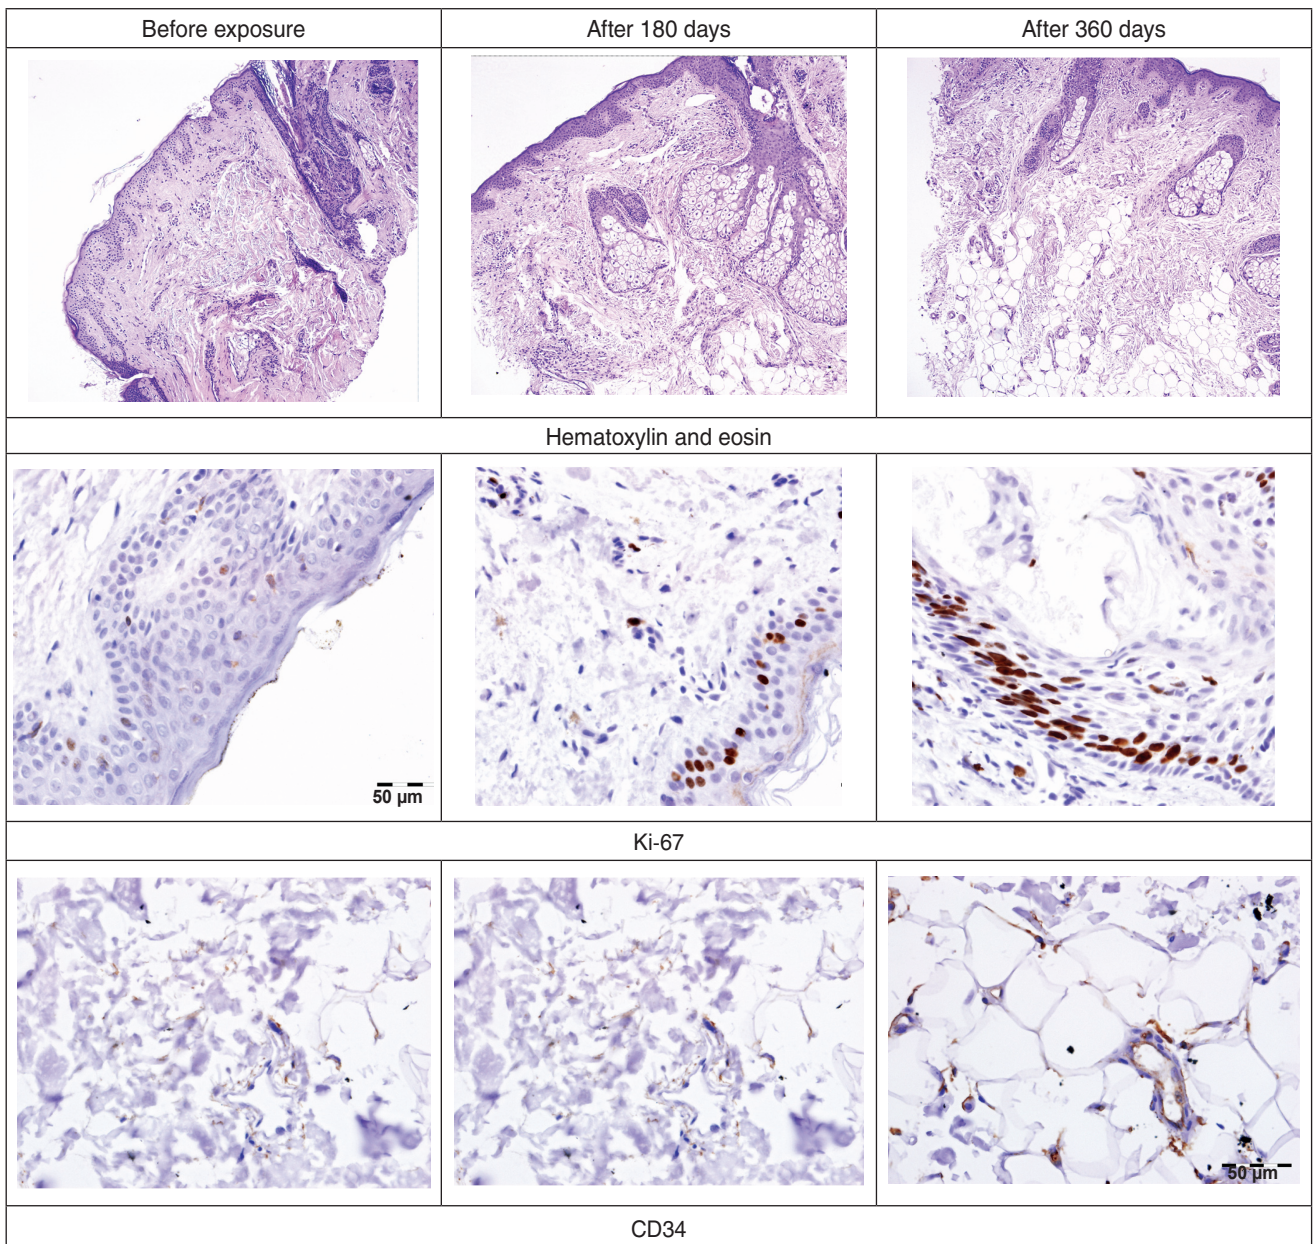 Before exposure
After 180 days
After 360 days
Hematoxylin and eosin
50 µm
Ki-67
50 µm
CD34